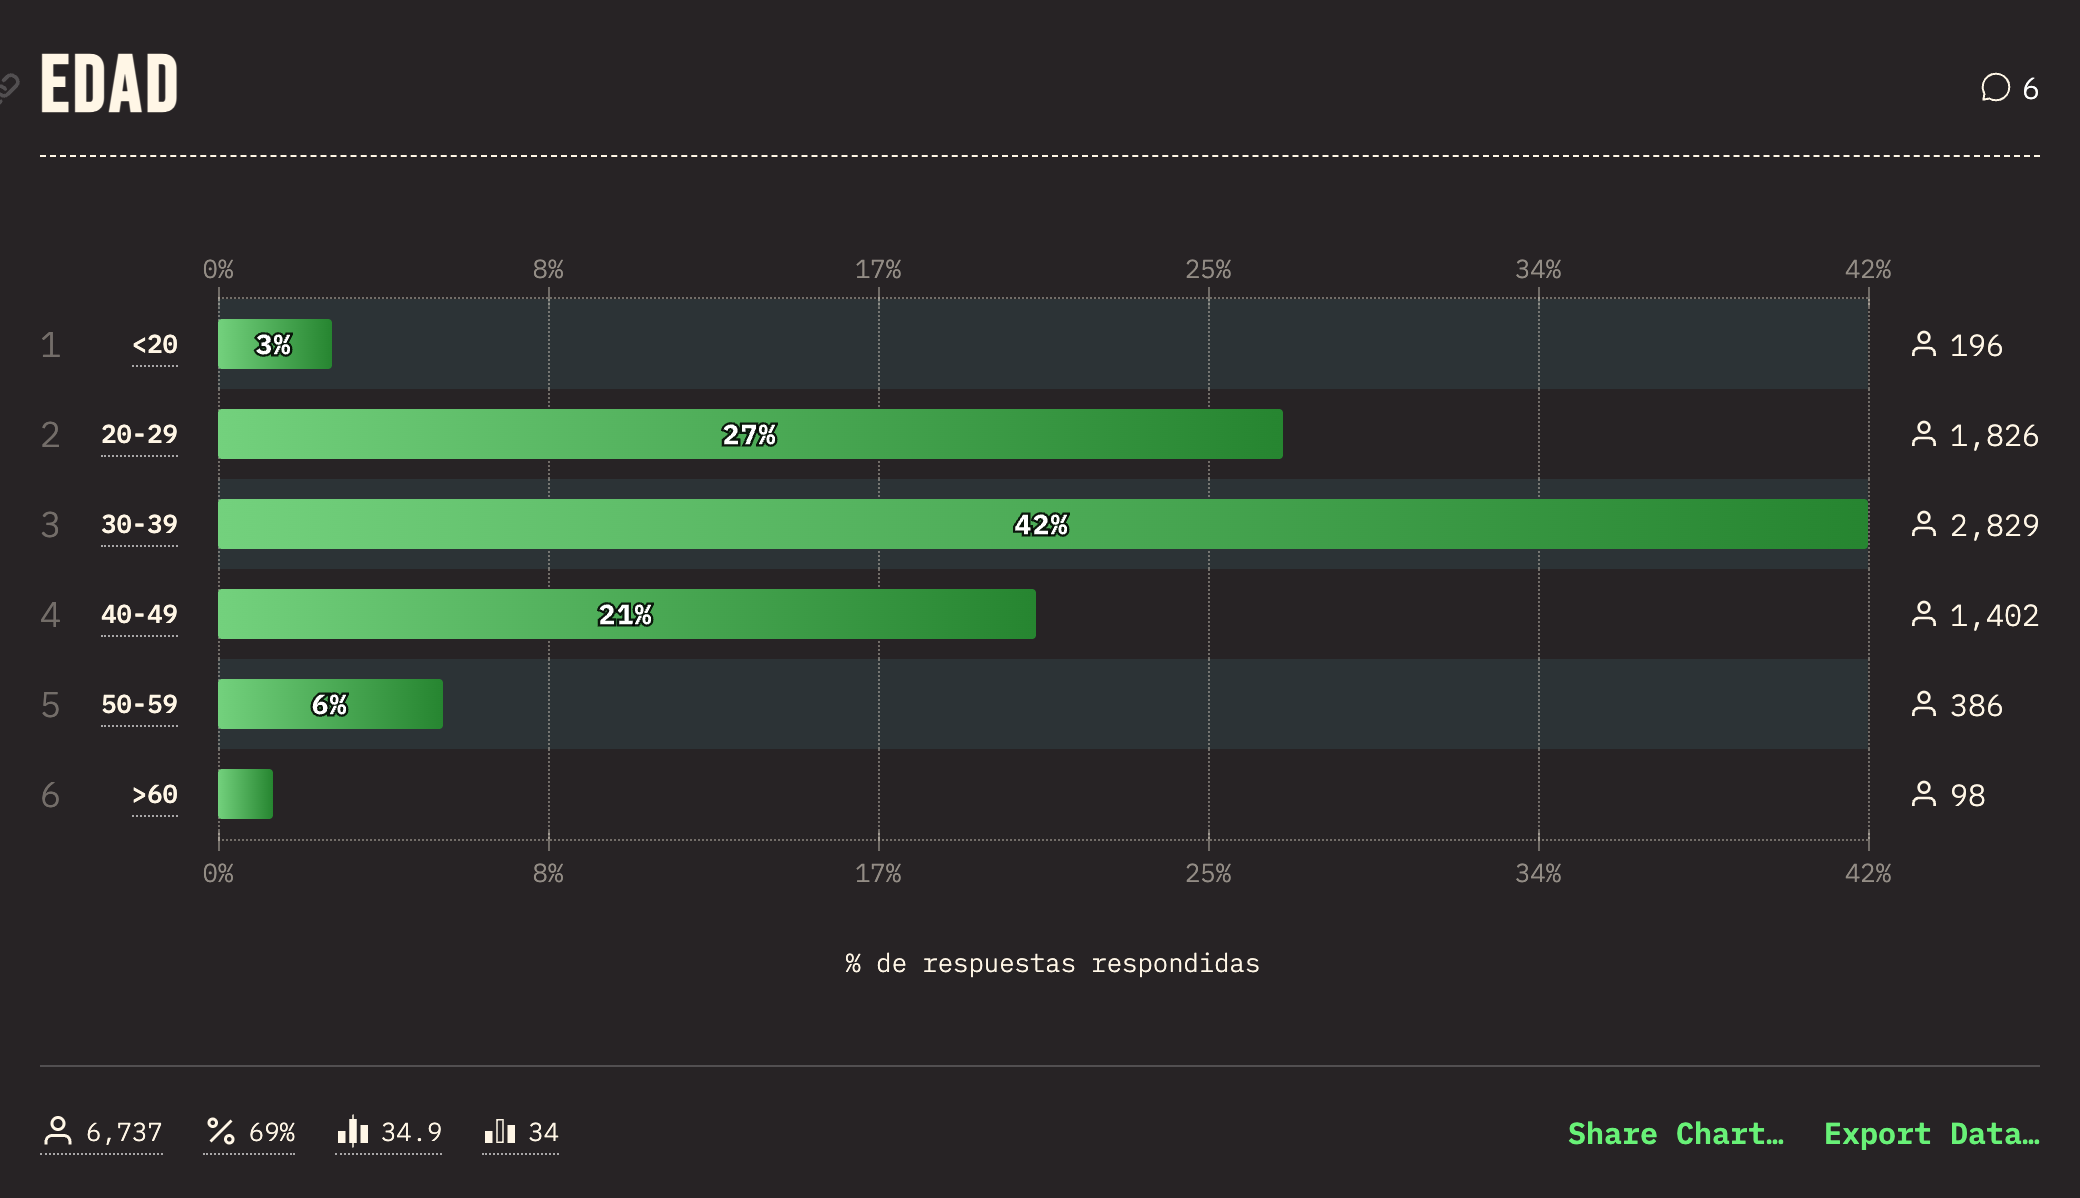 EDAD
6
0% 8% 17% 25% 34% 42%
1 <20 3% 196
2 20-29 27% 1,826
3 30-39 42% 2,829
4 40-49 21% 1,402
5 50-59 6% 386
6 >60 98
0% 8% 17% 25% 34% 42%
% de respuestas respondidas
6,737 69% 34.9 34 Share Chart… Export Data…